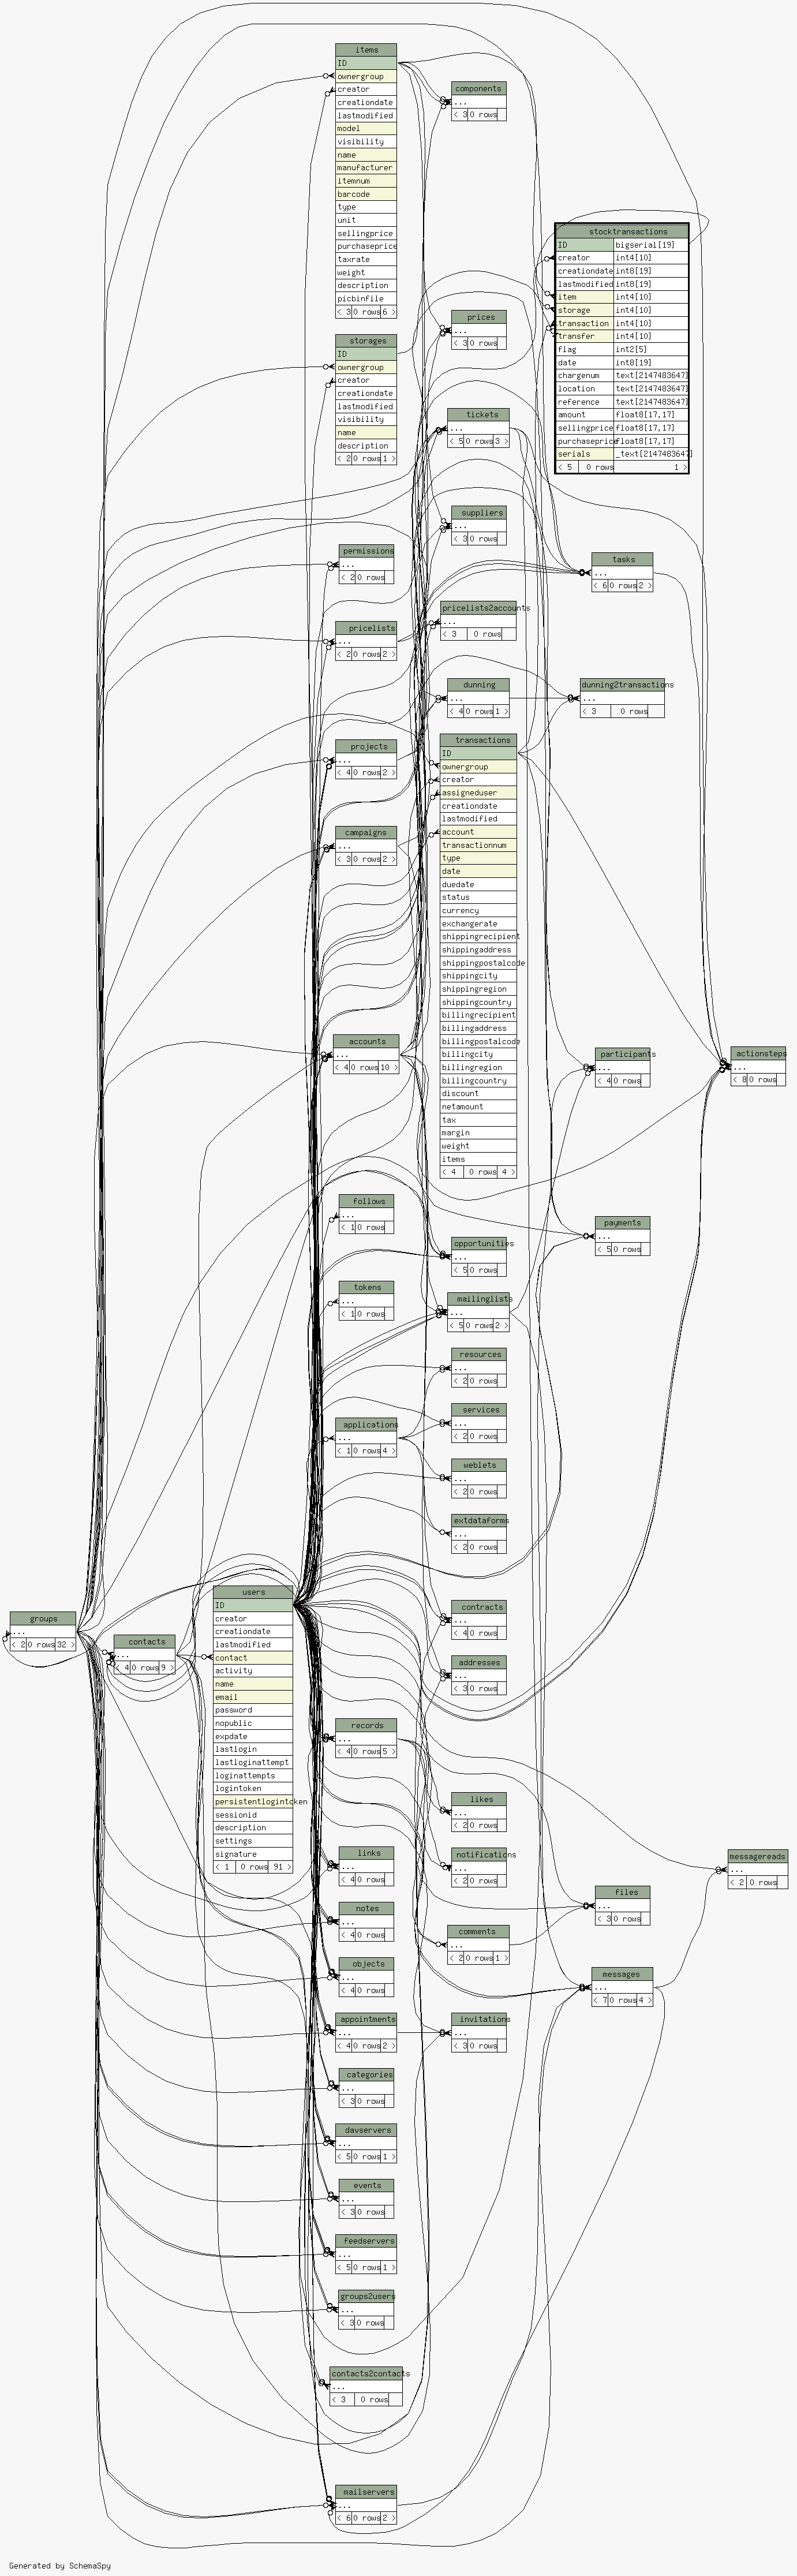 items
ID
ownergroup
creator
creationdate
lastmodified
model
visibility
name
manufacturer
itemnum
barcode
type
unit
sellingprice
purchaseprice
taxrate
weight
description
picbinfile
< 3 0 rows 6 >
components
...
< 3 0 rows
stocktransactions
ID bigserial[19]
creator int4[10]
creationdate int8[19]
lastmodified int8[19]
item int4[10]
storage int4[10]
transaction int4[10]
transfer int4[10]
flag int2[5]
date int8[19]
chargenum text[2147483647]
location text[2147483647]
reference text[2147483647]
amount float8[17,17]
sellingprice float8[17,17]
purchaseprice float8[17,17]
serials _text[2147483647]
< 5 0 rows 1 >
prices
...
< 3 0 rows
storages
ID
ownergroup
creator
creationdate
lastmodified
visibility
name
description
< 2 0 rows 1 >
tickets
...
< 5 0 rows 3 >
suppliers
...
< 3 0 rows
permissions
...
< 2 0 rows
tasks
...
< 6 0 rows 2 >
pricelists
...
< 2 0 rows 2 >
pricelists2accounts
...
< 3 0 rows
dunning
...
< 4 0 rows 1 >
dunning2transactions
...
< 3 0 rows
projects
...
< 4 0 rows 2 >
campaigns
...
< 3 0 rows 2 >
transactions
ID
ownergroup
creator
assigneduser
creationdate
lastmodified
account
transactionnum
type
date
duedate
status
currency
exchangerate
shippingrecipient
shippingaddress
shippingpostalcode
shippingcity
shippingregion
shippingcountry
billingrecipient
billingaddress
billingpostalcode
billingcity
billingregion
billingcountry
discount
netamount
tax
margin
weight
items
< 4 0 rows 4 >
accounts
...
< 4 0 rows 10 >
participants
...
< 4 0 rows
actionsteps
...
< 8 0 rows
follows
...
< 1 0 rows
payments
...
< 5 0 rows
opportunities
...
< 5 0 rows
tokens
...
< 1 0 rows
mailinglists
...
< 5 0 rows 2 >
resources
...
< 2 0 rows
applications
...
< 1 0 rows 4 >
services
...
< 2 0 rows
weblets
...
< 2 0 rows
extdataforms
...
< 2 0 rows
groups
...
< 2 0 rows 32 >
contacts
...
< 4 0 rows 9 >
users
ID
creator
creationdate
lastmodified
contact
activity
name
email
password
nopublic
expdate
lastlogin
lastloginattempt
loginattempts
logintoken
persistentlogintoken
sessionid
description
settings
signature
< 1 0 rows 91 >
contracts
...
< 4 0 rows
addresses
...
< 3 0 rows
records
...
< 4 0 rows 5 >
likes
...
< 2 0 rows
links
...
< 4 0 rows
notifications
...
< 2 0 rows
messagereads
...
< 2 0 rows
notes
...
< 4 0 rows
files
...
< 3 0 rows
comments
...
< 2 0 rows 1 >
objects
...
< 4 0 rows
messages
...
< 7 0 rows 4 >
appointments
...
< 4 0 rows 2 >
invitations
...
< 3 0 rows
categories
...
< 3 0 rows
davservers
...
< 5 0 rows 1 >
events
...
< 3 0 rows
feedservers
...
< 5 0 rows 1 >
groups2users
...
< 3 0 rows
contacts2contacts
...
< 3 0 rows
mailservers
...
< 6 0 rows 2 >
Generated by SchemaSpy